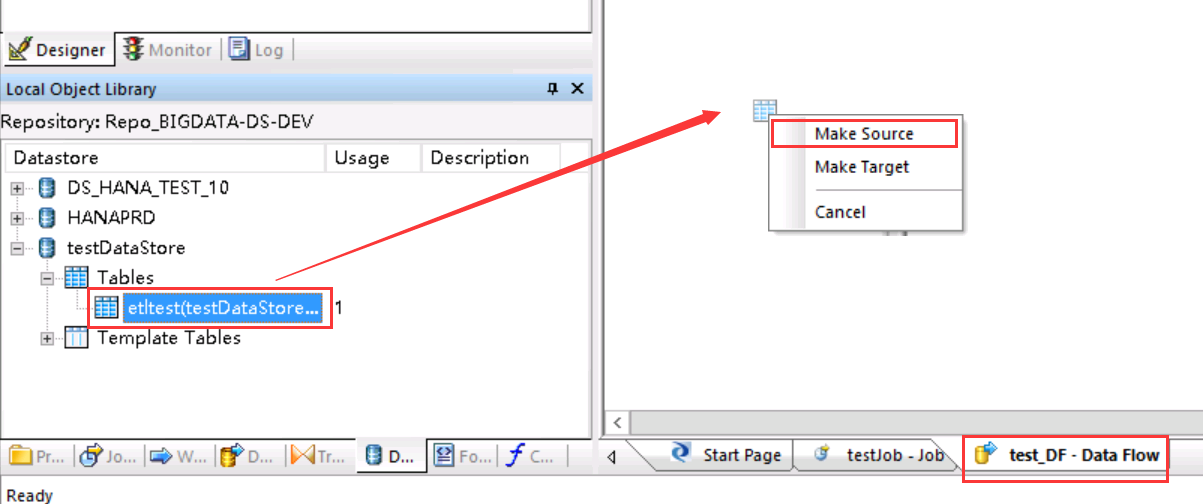 Designer Monitor Log
Local Object Library
Repository: Repo_BIGDATA-DS-DEV
Datastore Usage Description
DS_HANA_TEST_10
HANAPRD
testDataStore
Tables
etltest(testDataStore... 1
Template Tables
Pr... Jo... W... D... Tr... D... Fo... C...
Ready
Make Source
Make Target
Cancel
Start Page testJob - Job test_DF - Data Flow